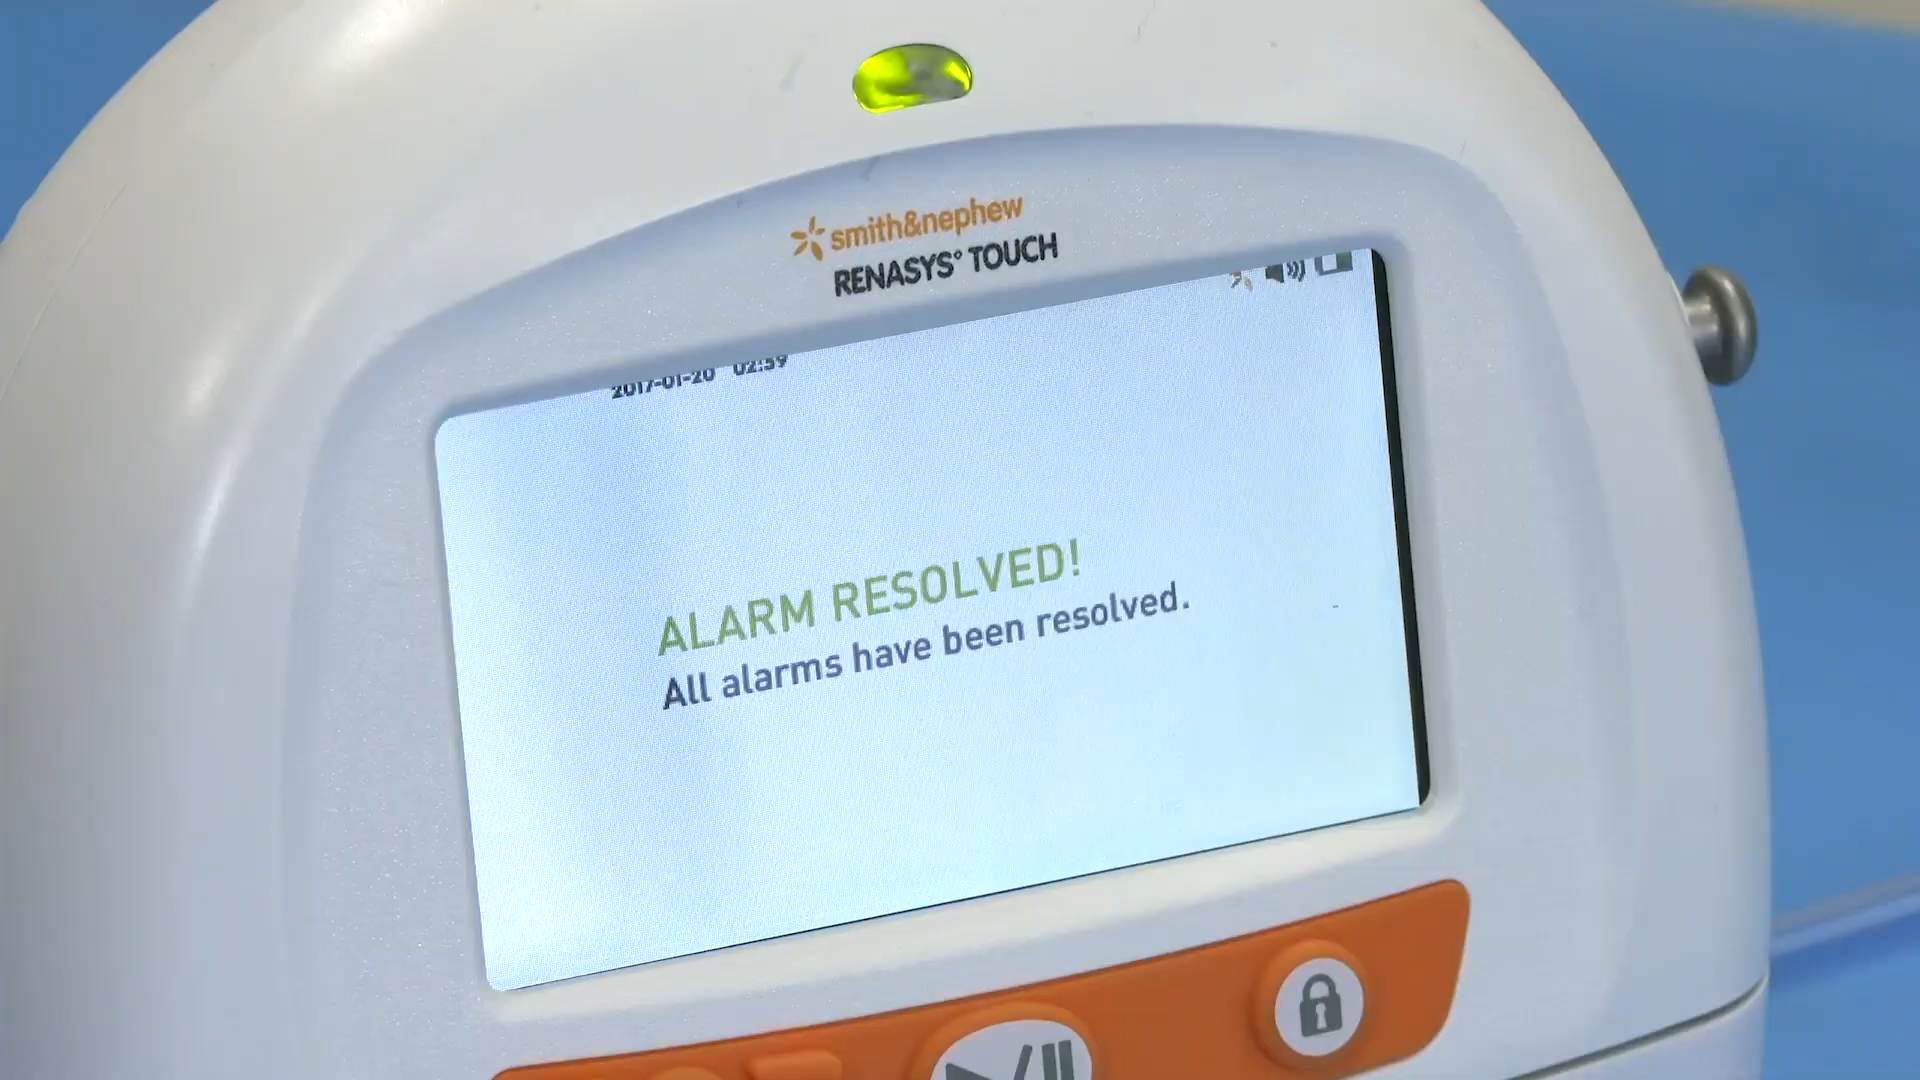 smith&nephew
RENASYS° TOUCH
2017-01-20 02:59
ALARM RESOLVED!
All alarms have been resolved.